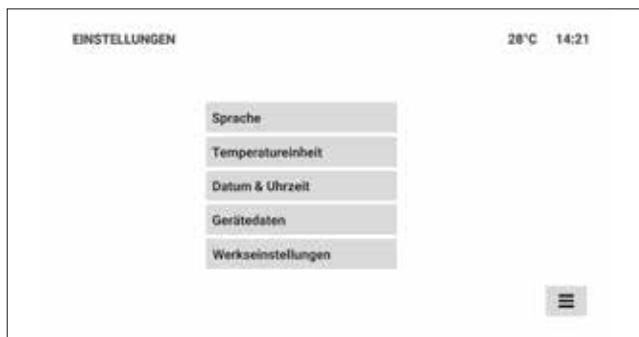 EINSTELLUNGEN 28°C 14:21
Sprache
Temperatureinheit
Datum & Uhrzeit
Gerätedaten
Werkseinstellungen